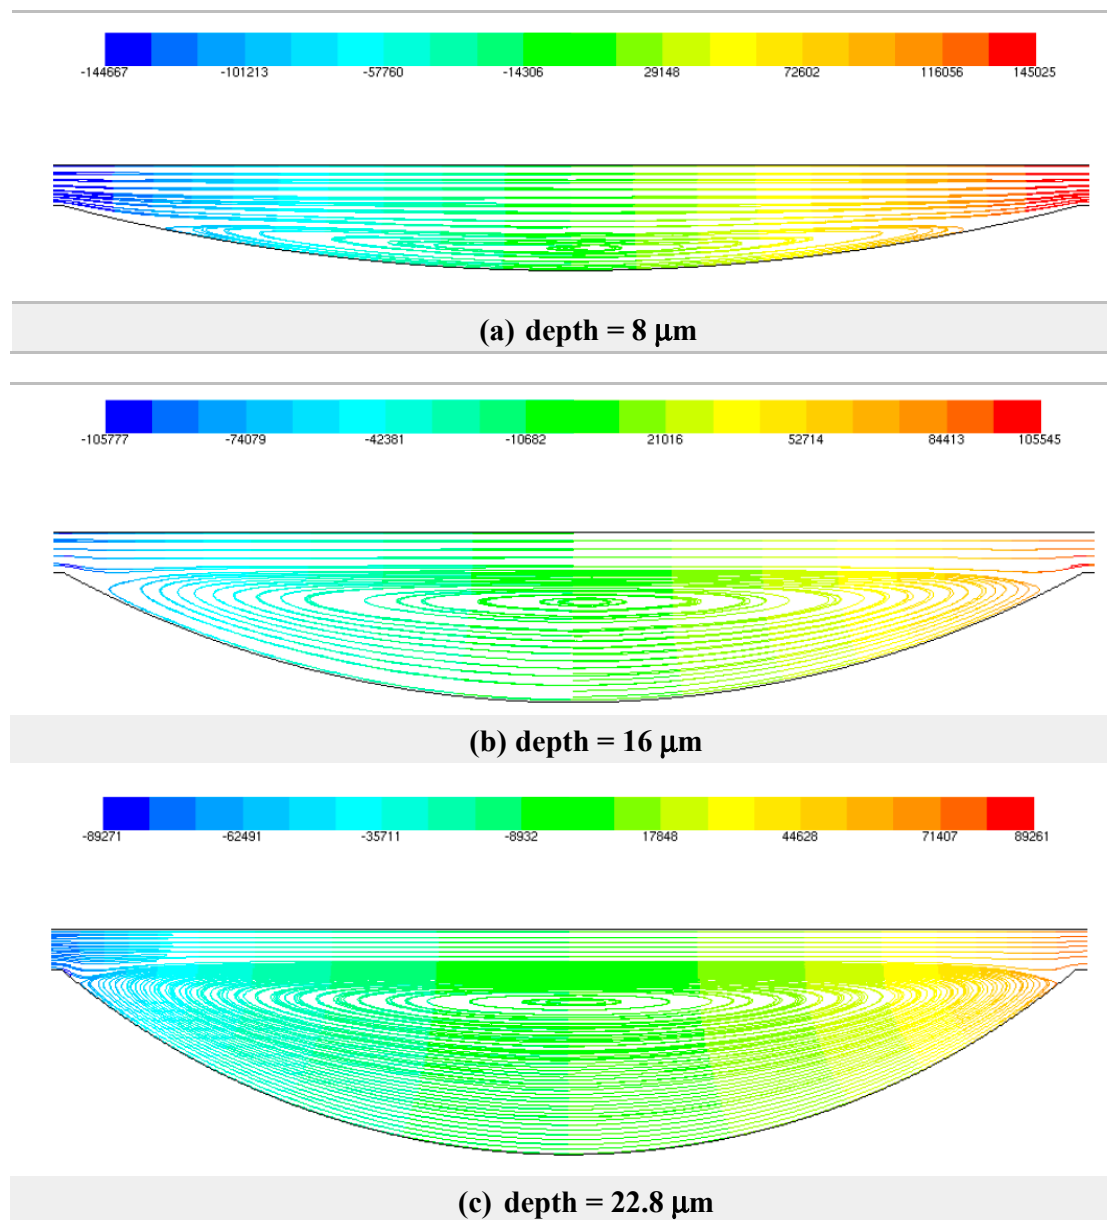 -144667 -101213 -57760 -14306 29148 72602 116056 145025
(a) depth = 8 μm
-105777 -74079 -42381 -10682 21016 52714 84413 105545
(b) depth = 16 μm
-89271 -62491 -35711 -8932 17848 44628 71407 89261
(c) depth = 22.8 μm